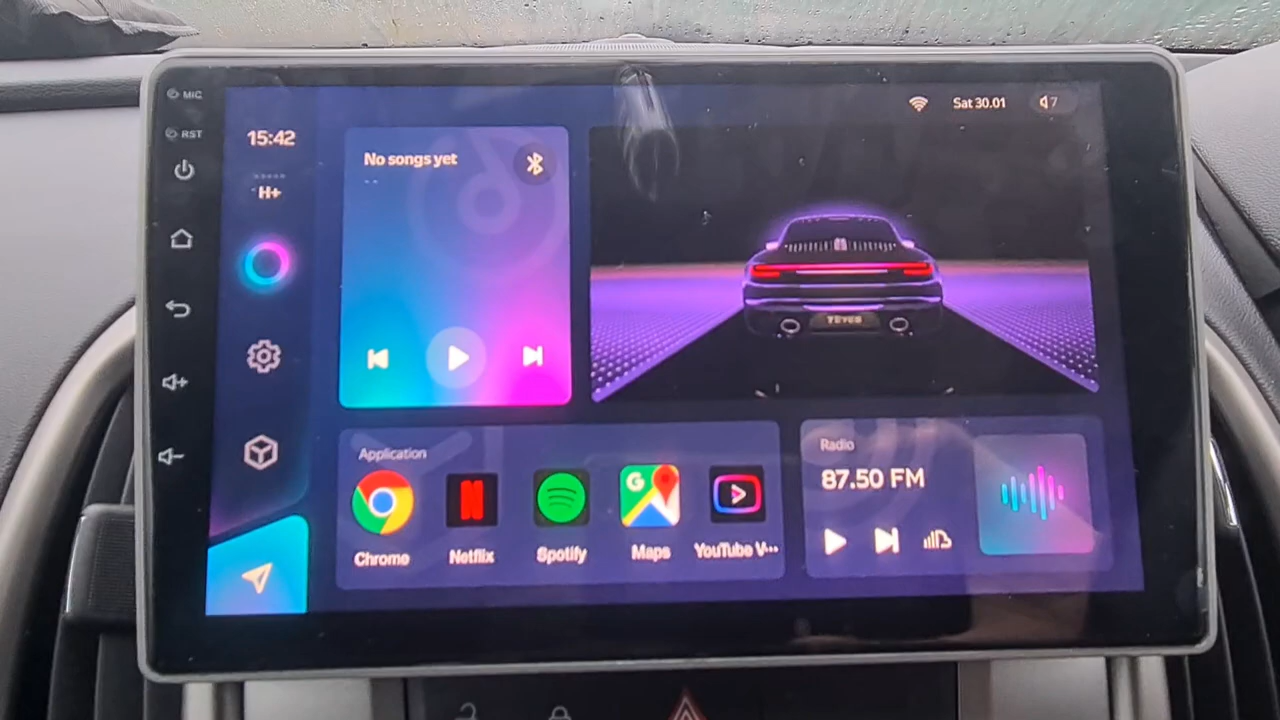 MIC
RST
15:42
H+
Sat 30.01
7
No songs yet
--
TEYES
Application
Chrome
Netflix
Spotify
G
Maps
YouTube V...
Radio
87.50 FM